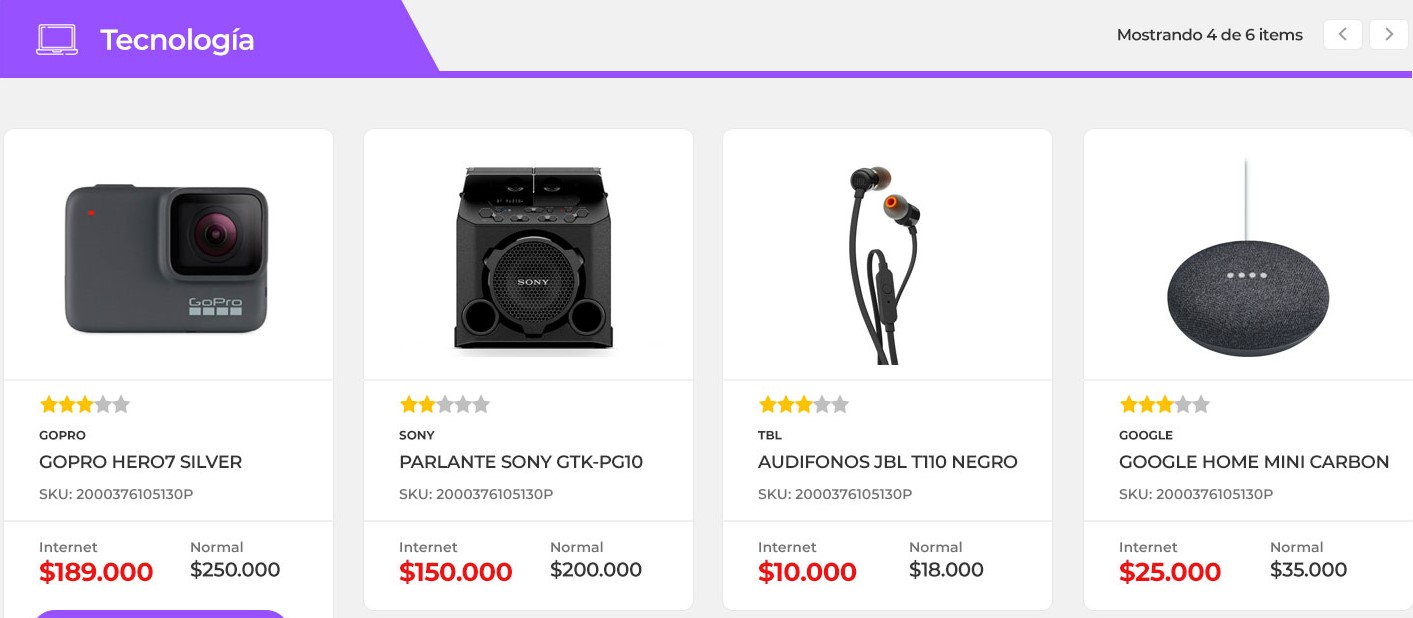 Tecnología
Mostrando 4 de 6 items
GoPro
SONY
GOPRO
GOPRO HERO7 SILVER
SKU: 2000376105130P
Internet
Normal
$189.000
$250.000
SONY
PARLANTE SONY GTK-PG10
SKU: 2000376105130P
Internet
Normal
$150.000
$200.000
TBL
AUDIFONOS JBL T110 NEGRO
SKU: 2000376105130P
Internet
Normal
$10.000
$18.000
GOOGLE
GOOGLE HOME MINI CARBON
SKU: 2000376105130P
Internet
Normal
$25.000
$35.000